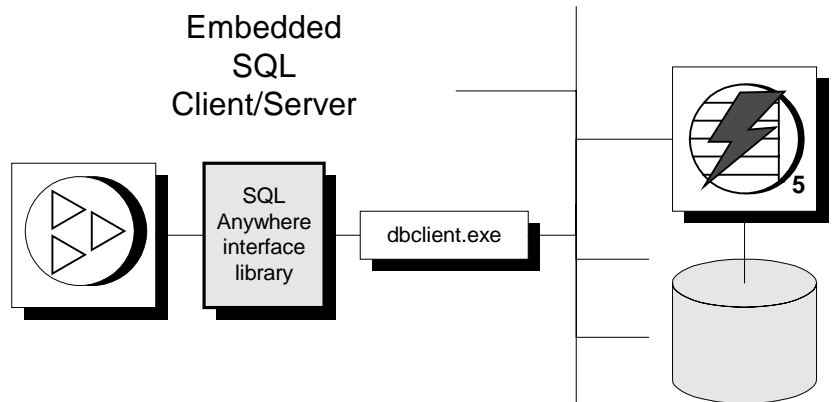 Embedded
SQL
Client/Server
SQL
Anywhere
interface
library
dbclient.exe
5